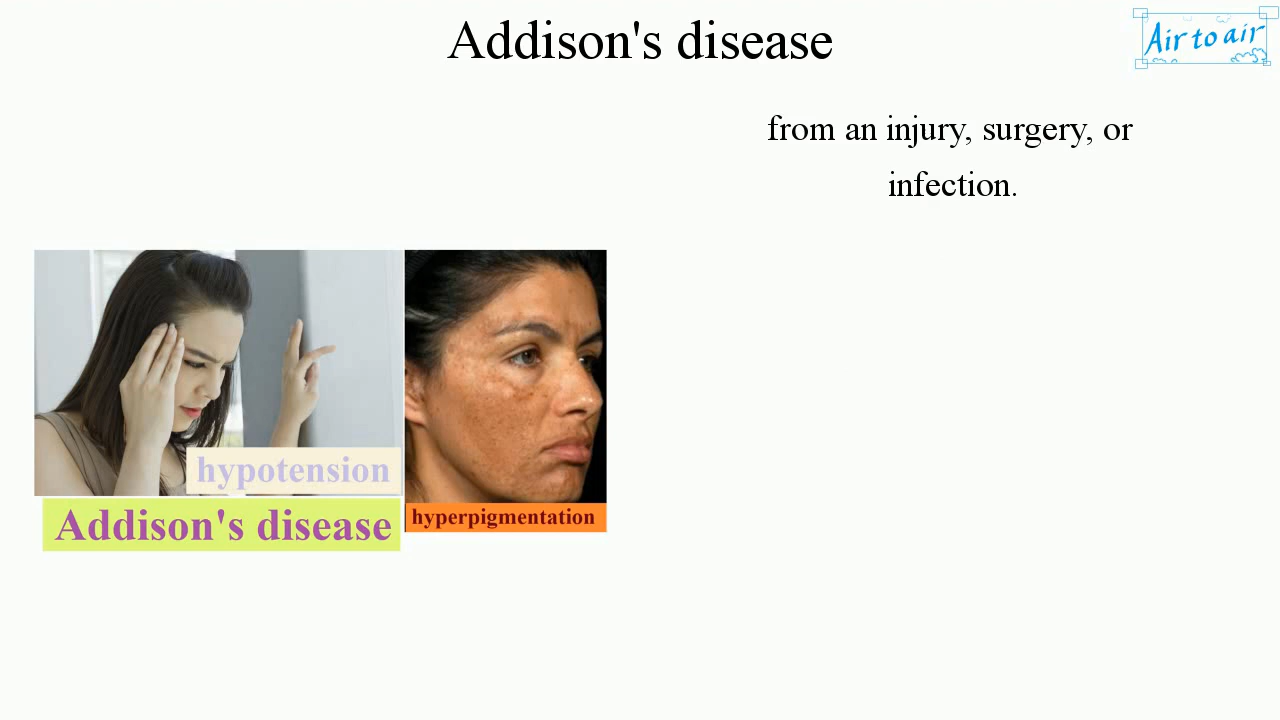 Addison's disease
Air to air
from an injury, surgery, or
infection.
hypotension
Addison's disease
hyperpigmentation